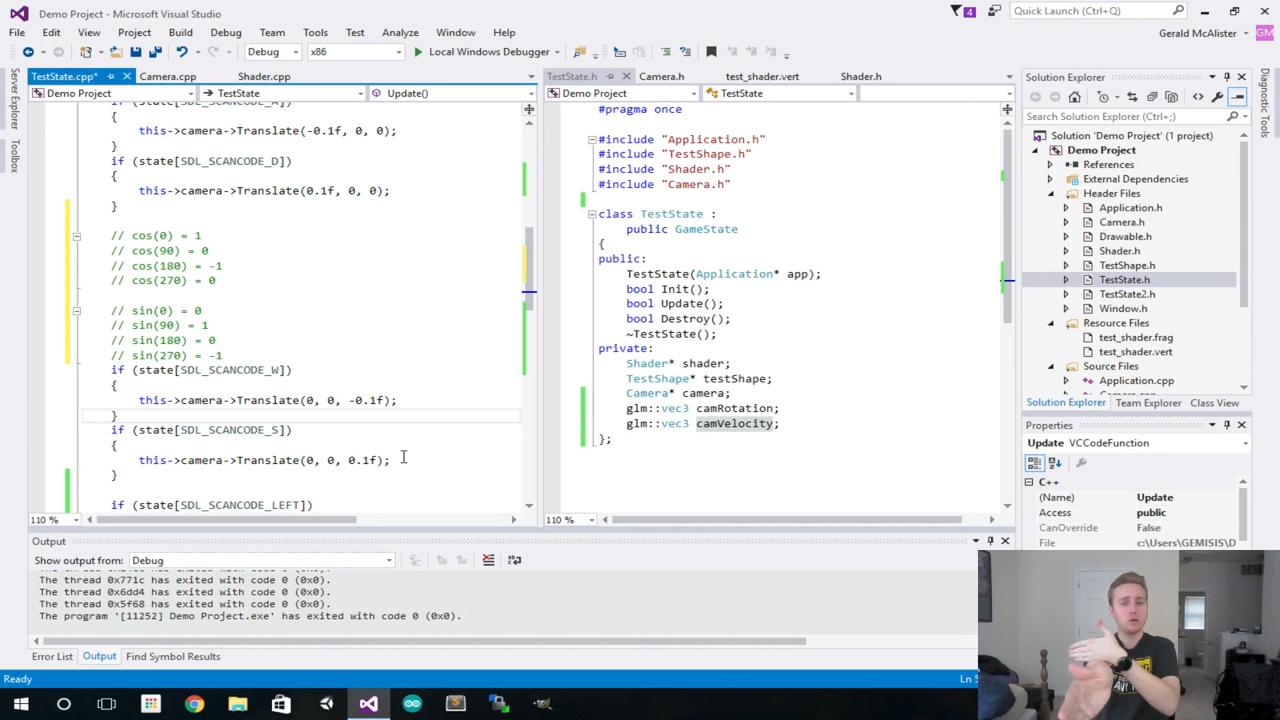 Demo Project - Microsoft Visual Studio
4
Quick Launch (Ctrl+Q)
File Edit View Project Build Debug Team Tools Test Analyze Window Help
Gerald McAlister
GM
Debug x86 Local Windows Debugger
Server Explorer
Toolbox
TestState.cpp* Camera.cpp Shader.cpp
Demo Project TestState Update()
{
this->camera->Translate(-0.1f, 0, 0);
}
if (state[SDL_SCANCODE_D])
{
this->camera->Translate(0.1f, 0, 0);
}
// cos(0) = 1
// cos(90) = 0
// cos(180) = -1
// cos(270) = 0
// sin(0) = 0
// sin(90) = 1
// sin(180) = 0
// sin(270) = -1
if (state[SDL_SCANCODE_W])
{
this->camera->Translate(0, 0, -0.1f);
}
if (state[SDL_SCANCODE_S])
{
this->camera->Translate(0, 0, 0.1f);
}
if (state[SDL_SCANCODE_LEFT])
110 %
TestState.h Camera.h test_shader.vert Shader.h
Demo Project TestState
#pragma once
#include "Application.h"
#include "TestShape.h"
#include "Shader.h"
#include "Camera.h"
class TestState :
public GameState
{
public:
TestState(Application* app);
bool Init();
bool Update();
bool Destroy();
~TestState();
private:
Shader* shader;
TestShape* testShape;
Camera* camera;
glm::vec3 camRotation;
glm::vec3 camVelocity;
};
110 %
Solution Explorer
Search Solution Explorer (Ctrl+;)
Solution 'Demo Project' (1 project)
Demo Project
References
External Dependencies
Header Files
Application.h
Camera.h
Drawable.h
Shader.h
TestShape.h
TestState.h
TestState2.h
Window.h
Resource Files
test_shader.frag
test_shader.vert
Source Files
Application.cpp
Solution Explorer Team Explorer Class View
Properties
Update VCCodeFunction
C++
(Name) Update
Access public
CanOverride False
File c:\Users\GEMISIS\D
Diagnostic Tools
Output
Show output from: Debug
The thread 0x771c has exited with code 0 (0x0).
The thread 0x6dd4 has exited with code 0 (0x0).
The thread 0x5f68 has exited with code 0 (0x0).
The program '[11252] Demo Project.exe' has exited with code 0 (0x0).
Error List Output Find Symbol Results
Ready